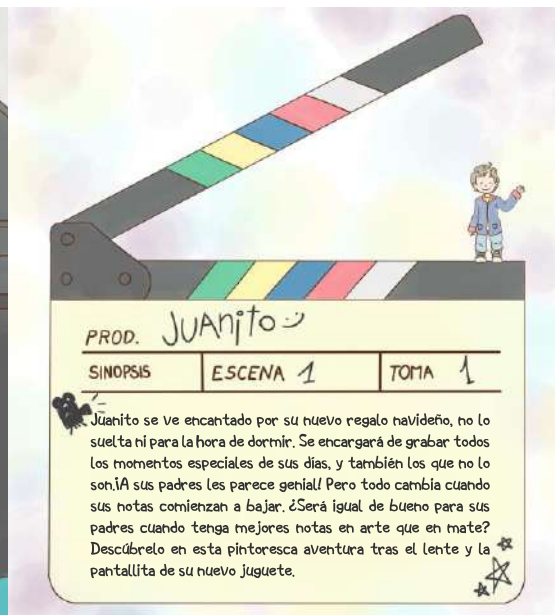 PROD. JUAnito
SINOPSIS ESCENA 1 TOMA 1
Juanito se ve encantado por su nuevo regalo navideño, no lo
suelta ni para la hora de dormir. Se encargará de grabar todos
los momentos especiales de sus días, y también los que no lo
son.¡A sus padres les parece genial! Pero todo cambia cuando
sus notas comienzan a bajar. ¿Será igual de bueno para sus
padres cuando tenga mejores notas en arte que en mate?
Descúbrelo en esta pintoresca aventura tras el lente y la
pantallita de su nuevo juguete.